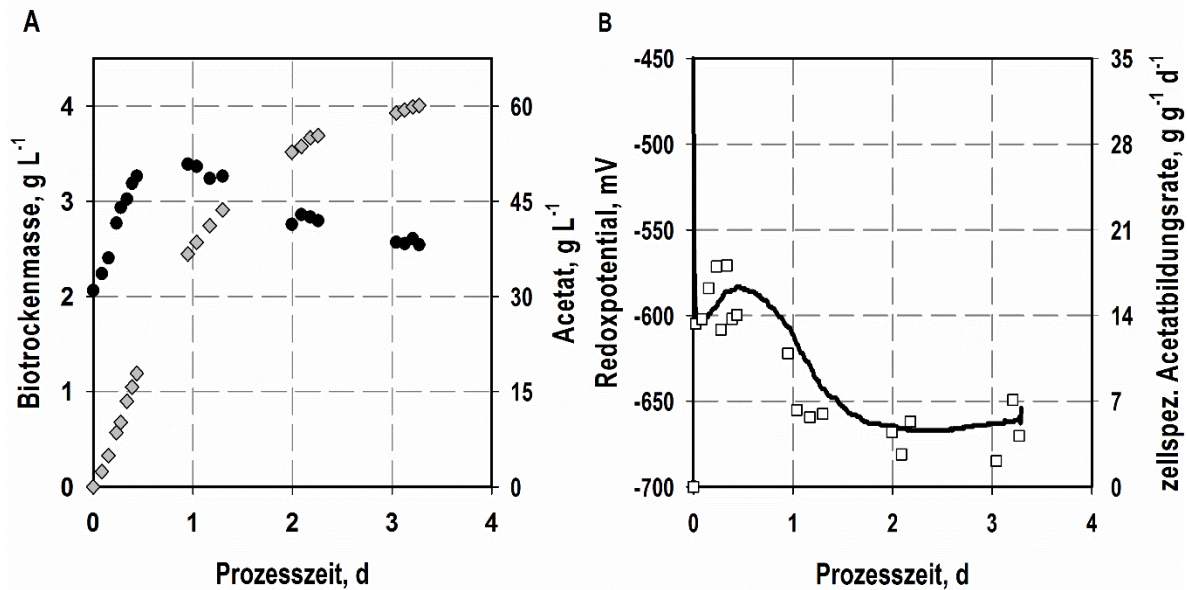 A
Biotrockenmasse, g L-1
4
3
2
1
0
60
45
30
15
0
Acetat, g L-1
0 1 2 3 4
Prozesszeit, d
B
Redoxpotential, mV
-450
-500
-550
-600
-650
-700
35
28
21
14
7
0
zellspez. Acetatbildungsrate, g g-1 d-1
0 1 2 3 4
Prozesszeit, d